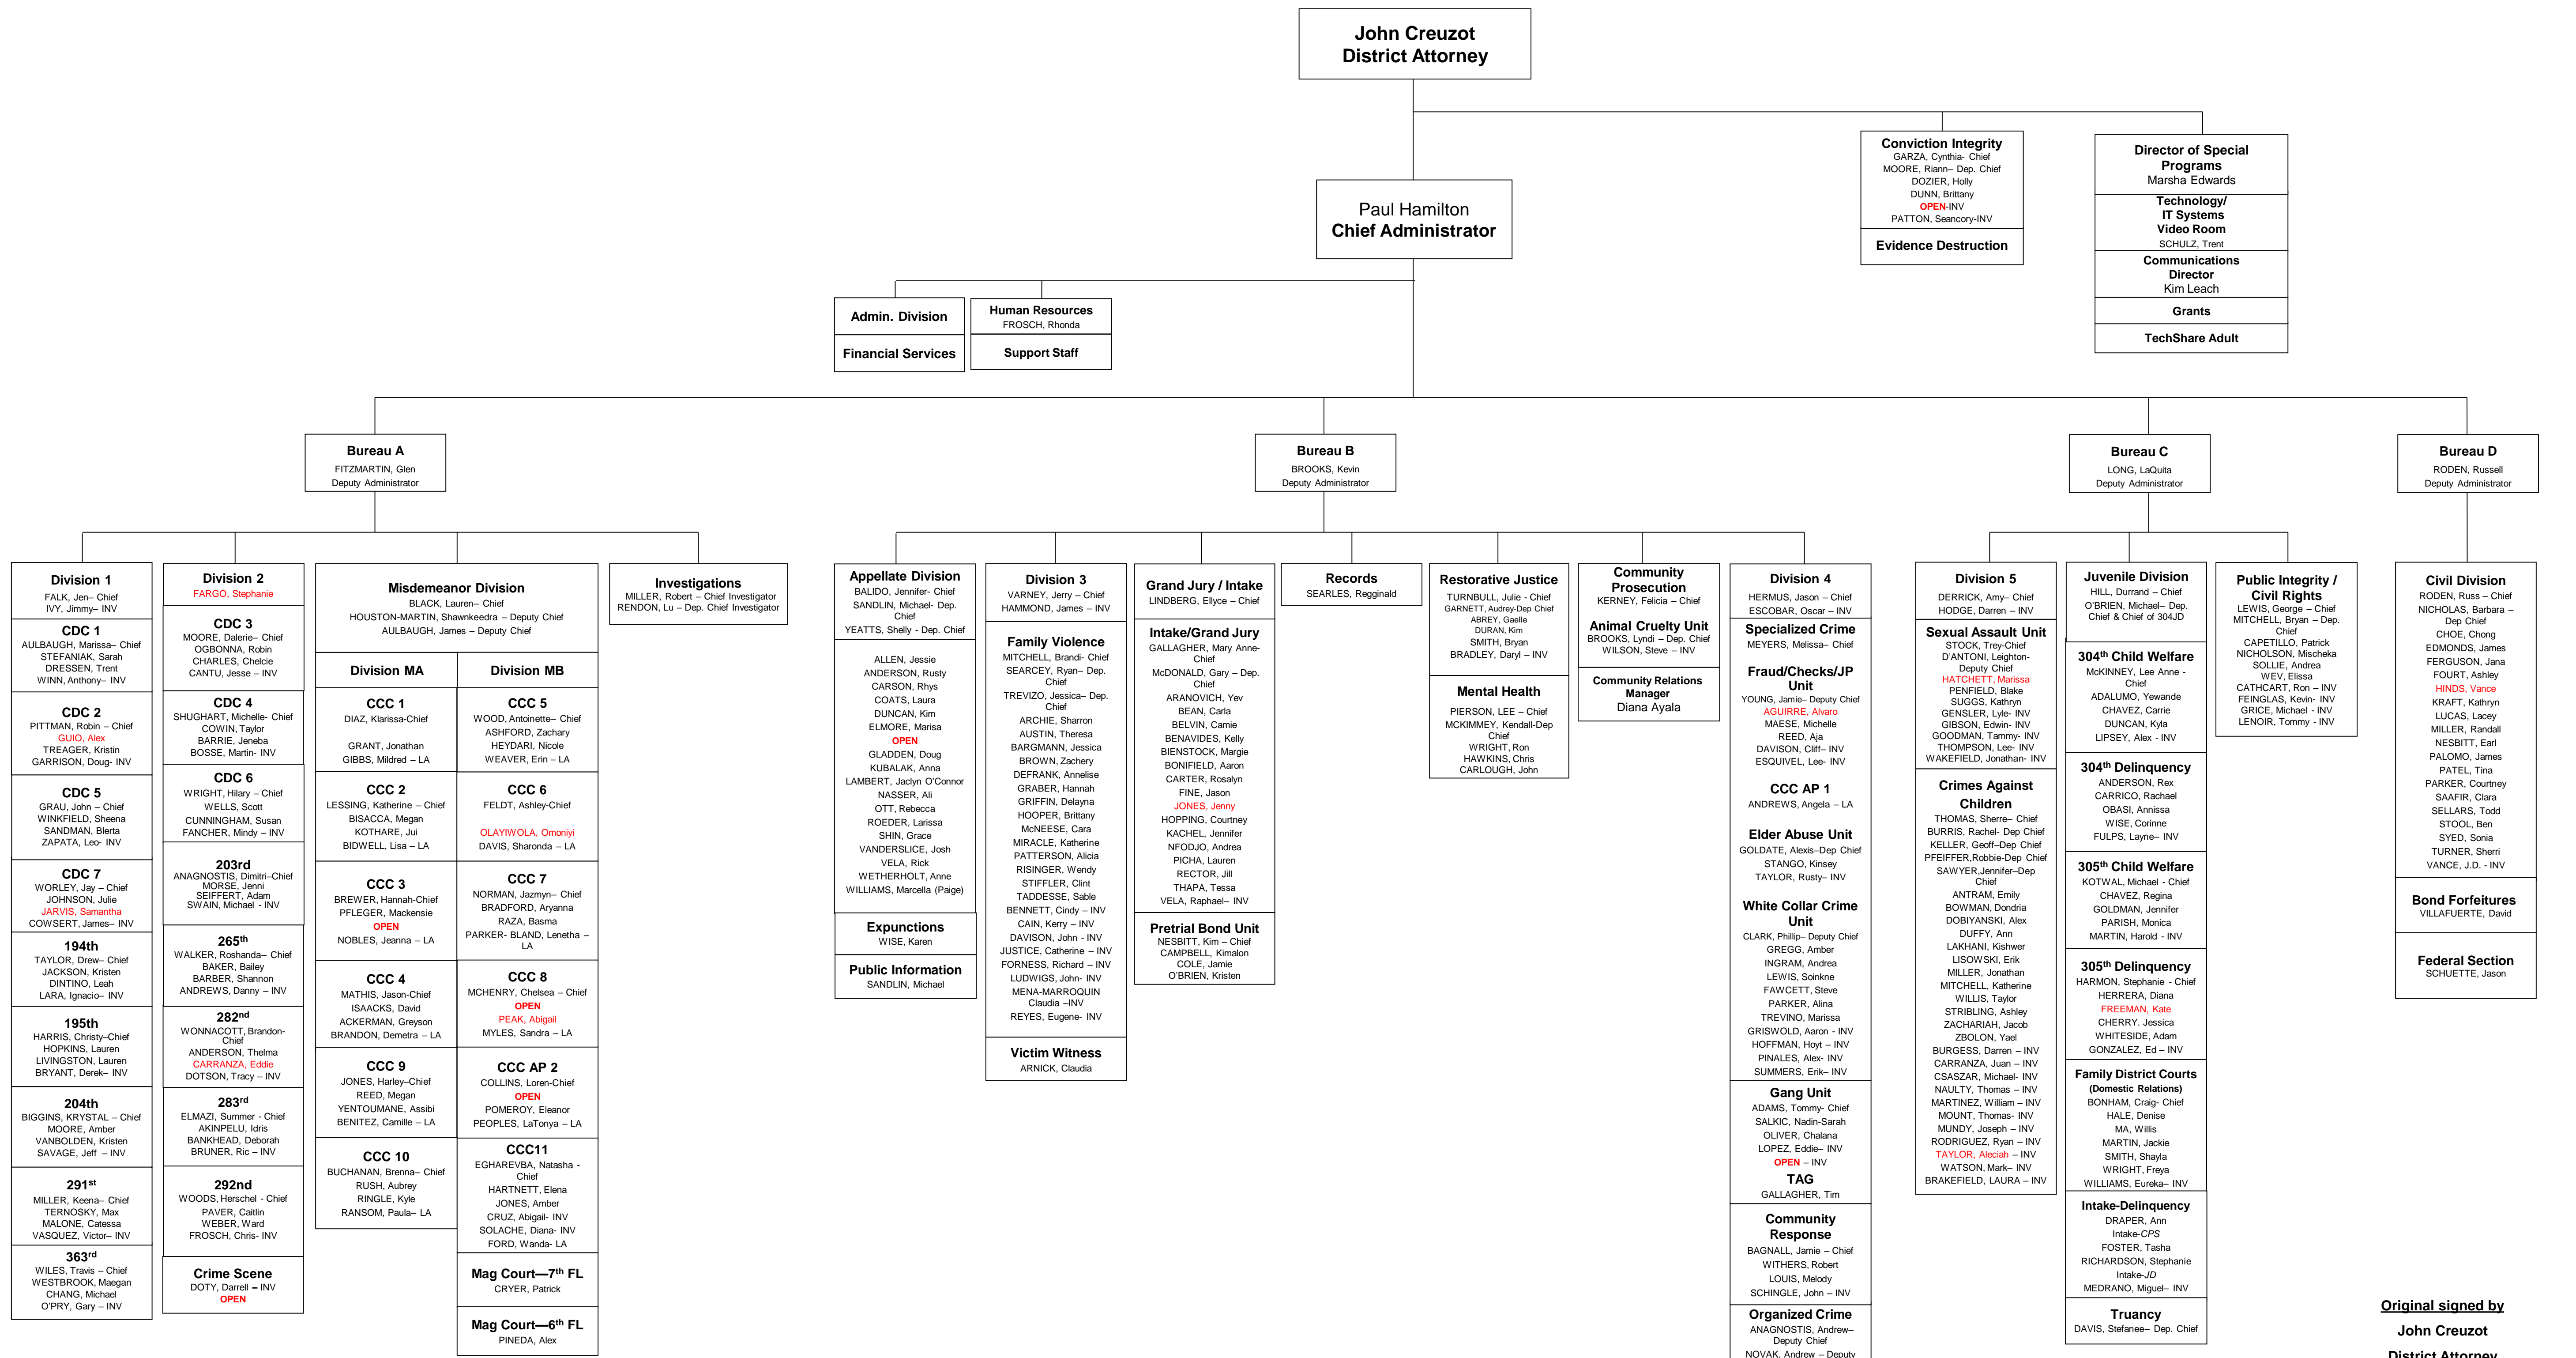 John Creuzot
District Attorney
Conviction Integrity
GARZA, Cynthia- Chief
MOORE, Riann– Dep. Chief
DOZIER, Holly
DUNN, Brittany
OPEN-INV
PATTON, Seancory-INV
Evidence Destruction
Director of Special
Programs
Marsha Edwards
Technology/
IT Systems
Video Room
SCHULZ, Trent
Communications
Director
Kim Leach
Grants
TechShare Adult
Paul Hamilton
Chief Administrator
Admin. Division
Financial Services
Human Resources
FROSCH, Rhonda
Support Staff
Bureau A
FITZMARTIN, Glen
Deputy Administrator
Bureau B
BROOKS, Kevin
Deputy Administrator
Bureau C
LONG, LaQuita
Deputy Administrator
Bureau D
RODEN, Russell
Deputy Administrator
Division 1
FALK, Jen– Chief
IVY, Jimmy– INV
CDC 1
AULBAUGH, Marissa– Chief
STEFANIAK, Sarah
DRESSEN, Trent
WINN, Anthony– INV
CDC 2
PITTMAN, Robin – Chief
GUIO, Alex
TREAGER, Kristin
GARRISON, Doug- INV
CDC 5
GRAU, John – Chief
WINKFIELD, Sheena
SANDMAN, Blerta
ZAPATA, Leo- INV
CDC 7
WORLEY, Jay – Chief
JOHNSON, Julie
JARVIS, Samantha
COWSERT, James– INV
194th
TAYLOR, Drew– Chief
JACKSON, Kristen
DINTINO, Leah
LARA, Ignacio– INV
195th
HARRIS, Christy–Chief
HOPKINS, Lauren
LIVINGSTON, Lauren
BRYANT, Derek– INV
204th
BIGGINS, KRYSTAL – Chief
MOORE, Amber
VANBOLDEN, Kristen
SAVAGE, Jeff – INV
291st
MILLER, Keena– Chief
TERNOSKY, Max
MALONE, Catessa
VASQUEZ, Victor– INV
363rd
WILES, Travis – Chief
WESTBROOK, Maegan
CHANG, Michael
O'PRY, Gary – INV
Division 2
FARGO, Stephanie
CDC 3
MOORE, Dalerie– Chief
OGBONNA, Robin
CHARLES, Chelcie
CANTU, Jesse – INV
CDC 4
SHUGHART, Michelle- Chief
COWIN, Taylor
BARRIE, Jeneba
BOSSE, Martin- INV
CDC 6
WRIGHT, Hilary – Chief
WELLS, Scott
CUNNINGHAM, Susan
FANCHER, Mindy – INV
203rd
ANAGNOSTIS, Dimitri–Chief
MORSE, Jenni
SEIFFERT, Adam
SWAIN, Michael - INV
265th
WALKER, Roshanda– Chief
BAKER, Bailey
BARBER, Shannon
ANDREWS, Danny – INV
282nd
WONNACOTT, Brandon-
Chief
ANDERSON, Thelma
CARRANZA, Eddie
DOTSON, Tracy – INV
283rd
ELMAZI, Summer - Chief
AKINPELU, Idris
BANKHEAD, Deborah
BRUNER, Ric – INV
292nd
WOODS, Herschel - Chief
PAVER, Caitlin
WEBER, Ward
FROSCH, Chris- INV
Crime Scene
DOTY, Darrell – INV
OPEN
Misdemeanor Division
BLACK, Lauren– Chief
HOUSTON-MARTIN, Shawnkeedra – Deputy Chief
AULBAUGH, James – Deputy Chief
Division MA
CCC 1
DIAZ, Klarissa-Chief
GRANT, Jonathan
GIBBS, Mildred – LA
CCC 2
LESSING, Katherine – Chief
BISACCA, Megan
KOTHARE, Jui
BIDWELL, Lisa – LA
CCC 3
BREWER, Hannah-Chief
PFLEGER, Mackensie
OPEN
NOBLES, Jeanna – LA
CCC 4
MATHIS, Jason-Chief
ISAACKS, David
ACKERMAN, Greyson
BRANDON, Demetra – LA
CCC 9
JONES, Harley–Chief
REED, Megan
YENTOUMANE, Assibi
BENITEZ, Camille – LA
CCC 10
BUCHANAN, Brenna– Chief
RUSH, Aubrey
RINGLE, Kyle
RANSOM, Paula– LA
Division MB
CCC 5
WOOD, Antoinette– Chief
ASHFORD, Zachary
HEYDARI, Nicole
WEAVER, Erin – LA
CCC 6
FELDT, Ashley-Chief
OLAYIWOLA, Omoniyi
DAVIS, Sharonda – LA
CCC 7
NORMAN, Jazmyn– Chief
BRADFORD, Aryanna
RAZA, Basma
PARKER- BLAND, Lenetha –
LA
CCC 8
MCHENRY, Chelsea – Chief
OPEN
PEAK, Abigail
MYLES, Sandra – LA
CCC AP 2
COLLINS, Loren-Chief
OPEN
POMEROY, Eleanor
PEOPLES, LaTonya – LA
CCC11
EGHAREVBA, Natasha -
Chief
HARTNETT, Elena
JONES, Amber
CRUZ, Abigail- INV
SOLACHE, Diana- INV
FORD, Wanda- LA
Mag Court—7th FL
CRYER, Patrick
Mag Court—6th FL
PINEDA, Alex
Investigations
MILLER, Robert – Chief Investigator
RENDON, Lu – Dep. Chief Investigator
Appellate Division
BALIDO, Jennifer- Chief
SANDLIN, Michael- Dep.
Chief
YEATTS, Shelly - Dep. Chief
ALLEN, Jessie
ANDERSON, Rusty
CARSON, Rhys
COATS, Laura
DUNCAN, Kim
ELMORE, Marisa
OPEN
GLADDEN, Doug
KUBALAK, Anna
LAMBERT, Jaclyn O'Connor
NASSER, Ali
OTT, Rebecca
ROEDER, Larissa
SHIN, Grace
VANDERSLICE, Josh
VELA, Rick
WETHERHOLT, Anne
WILLIAMS, Marcella (Paige)
Expunctions
WISE, Karen
Public Information
SANDLIN, Michael
Division 3
VARNEY, Jerry – Chief
HAMMOND, James – INV
Family Violence
MITCHELL, Brandi- Chief
SEARCEY, Ryan– Dep.
Chief
TREVIZO, Jessica– Dep.
Chief
ARCHIE, Sharron
AUSTIN, Theresa
BARGMANN, Jessica
BROWN, Zachery
DEFRANK, Annelise
GRABER, Hannah
GRIFFIN, Delayna
HOOPER, Brittany
McNEESE, Cara
MIRACLE, Katherine
PATTERSON, Alicia
RISINGER, Wendy
STIFFLER, Clint
TADDESSE, Sable
BENNETT, Cindy – INV
CAIN, Kerry – INV
DAVISON, John - INV
JUSTICE, Catherine – INV
FORNESS, Richard – INV
LUDWIGS, John- INV
MENA-MARROQUIN
Claudia –INV
REYES, Eugene- INV
Victim Witness
ARNICK, Claudia
Grand Jury / Intake
LINDBERG, Ellyce – Chief
Intake/Grand Jury
GALLAGHER, Mary Anne-
Chief
McDONALD, Gary – Dep.
Chief
ARANOVICH, Yev
BEAN, Carla
BELVIN, Camie
BENAVIDES, Kelly
BIENSTOCK, Margie
BONIFIELD, Aaron
CARTER, Rosalyn
FINE, Jason
JONES, Jenny
HOPPING, Courtney
KACHEL, Jennifer
NFODJO, Andrea
PICHA, Lauren
RECTOR, Jill
THAPA, Tessa
VELA, Raphael– INV
Pretrial Bond Unit
NESBITT, Kim – Chief
CAMPBELL, Kimalon
COLE, Jamie
O'BRIEN, Kristen
Records
SEARLES, Regginald
Restorative Justice
TURNBULL, Julie - Chief
GARNETT, Audrey-Dep Chief
ABREY, Gaelle
DURAN, Kim
SMITH, Bryan
BRADLEY, Daryl – INV
Mental Health
PIERSON, LEE – Chief
MCKIMMEY, Kendall-Dep
Chief
WRIGHT, Ron
HAWKINS, Chris
CARLOUGH, John
Community
Prosecution
KERNEY, Felicia – Chief
Animal Cruelty Unit
BROOKS, Lyndi – Dep. Chief
WILSON, Steve – INV
Community Relations
Manager
Diana Ayala
Division 4
HERMUS, Jason – Chief
ESCOBAR, Oscar – INV
Specialized Crime
MEYERS, Melissa– Chief
Fraud/Checks/JP
Unit
YOUNG, Jamie– Deputy Chief
AGUIRRE, Alvaro
MAESE, Michelle
REED, Aja
DAVISON, Cliff– INV
ESQUIVEL, Lee- INV
CCC AP 1
ANDREWS, Angela – LA
Elder Abuse Unit
GOLDATE, Alexis–Dep Chief
STANGO, Kinsey
TAYLOR, Rusty– INV
White Collar Crime
Unit
CLARK, Phillip– Deputy Chief
GREGG, Amber
INGRAM, Andrea
LEWIS, Soinkne
FAWCETT, Steve
PARKER, Alina
TREVINO, Marissa
GRISWOLD, Aaron - INV
HOFFMAN, Hoyt – INV
PINALES, Alex- INV
SUMMERS, Erik– INV
Gang Unit
ADAMS, Tommy- Chief
SALKIC, Nadin-Sarah
OLIVER, Chalana
LOPEZ, Eddie– INV
OPEN – INV
TAG
GALLAGHER, Tim
Community
Response
BAGNALL, Jamie – Chief
WITHERS, Robert
LOUIS, Melody
SCHINGLE, John – INV
Organized Crime
ANAGNOSTIS, Andrew–
Deputy Chief
NOVAK, Andrew – Deputy
Division 5
DERRICK, Amy– Chief
HODGE, Darren – INV
Sexual Assault Unit
STOCK, Trey-Chief
D'ANTONI, Leighton-
Deputy Chief
HATCHETT, Marissa
PENFIELD, Blake
SUGGS, Kathryn
GENSLER, Lyle- INV
GIBSON, Edwin- INV
GOODMAN, Tammy- INV
THOMPSON, Lee- INV
WAKEFIELD, Jonathan- INV
Crimes Against
Children
THOMAS, Sherre– Chief
BURRIS, Rachel- Dep Chief
KELLER, Geoff–Dep Chief
PFEIFFER,Robbie-Dep Chief
SAWYER,Jennifer–Dep
Chief
ANTRAM, Emily
BOWMAN, Dondria
DOBIYANSKI, Alex
DUFFY, Ann
LAKHANI, Kishwer
LISOWSKI, Erik
MILLER, Jonathan
MITCHELL, Katherine
WILLIS, Taylor
STRIBLING, Ashley
ZACHARIAH, Jacob
ZBOLON, Yael
BURGESS, Darren – INV
CARRANZA, Juan – INV
CSASZAR, Michael- INV
NAULTY, Thomas – INV
MARTINEZ, William – INV
MOUNT, Thomas- INV
MUNDY, Joseph – INV
RODRIGUEZ, Ryan – INV
TAYLOR, Aleciah – INV
WATSON, Mark– INV
BRAKEFIELD, LAURA – INV
Juvenile Division
HILL, Durrand – Chief
O'BRIEN, Michael– Dep.
Chief & Chief of 304JD
304th Child Welfare
McKINNEY, Lee Anne -
Chief
ADALUMO, Yewande
CHAVEZ, Carrie
DUNCAN, Kyla
LIPSEY, Alex - INV
304th Delinquency
ANDERSON, Rex
CARRICO, Rachael
OBASI, Annissa
WISE, Corinne
FULPS, Layne– INV
305th Child Welfare
KOTWAL, Michael - Chief
CHAVEZ, Regina
GOLDMAN, Jennifer
PARISH, Monica
MARTIN, Harold - INV
305th Delinquency
HARMON, Stephanie - Chief
HERRERA, Diana
FREEMAN, Kate
CHERRY. Jessica
WHITESIDE, Adam
GONZALEZ, Ed – INV
Family District Courts
(Domestic Relations)
BONHAM, Craig- Chief
HALE, Denise
MA, Willis
MARTIN, Jackie
SMITH, Shayla
WRIGHT, Freya
WILLIAMS, Eureka– INV
Intake-Delinquency
DRAPER, Ann
Intake-CPS
FOSTER, Tasha
RICHARDSON, Stephanie
Intake-JD
MEDRANO, Miguel– INV
Truancy
DAVIS, Stefanee– Dep. Chief
Public Integrity /
Civil Rights
LEWIS, George – Chief
MITCHELL, Bryan – Dep.
Chief
CAPETILLO, Patrick
NICHOLSON, Mischeka
SOLLIE, Andrea
WEV, Elissa
CATHCART, Ron – INV
FEINGLAS, Kevin- INV
GRICE, Michael - INV
LENOIR, Tommy - INV
Civil Division
RODEN, Russ – Chief
NICHOLAS, Barbara –
Dep Chief
CHOE, Chong
EDMONDS, James
FERGUSON, Jana
FOURT, Ashley
HINDS, Vance
KRAFT, Kathryn
LUCAS, Lacey
MILLER, Randall
NESBITT, Earl
PALOMO, James
PATEL, Tina
PARKER, Courtney
SAAFIR, Clara
SELLARS, Todd
STOOL, Ben
SYED, Sonia
TURNER, Sherri
VANCE, J.D. - INV
Bond Forfeitures
VILLAFUERTE, David
Federal Section
SCHUETTE, Jason
Original signed by
John Creuzot
District Attorney